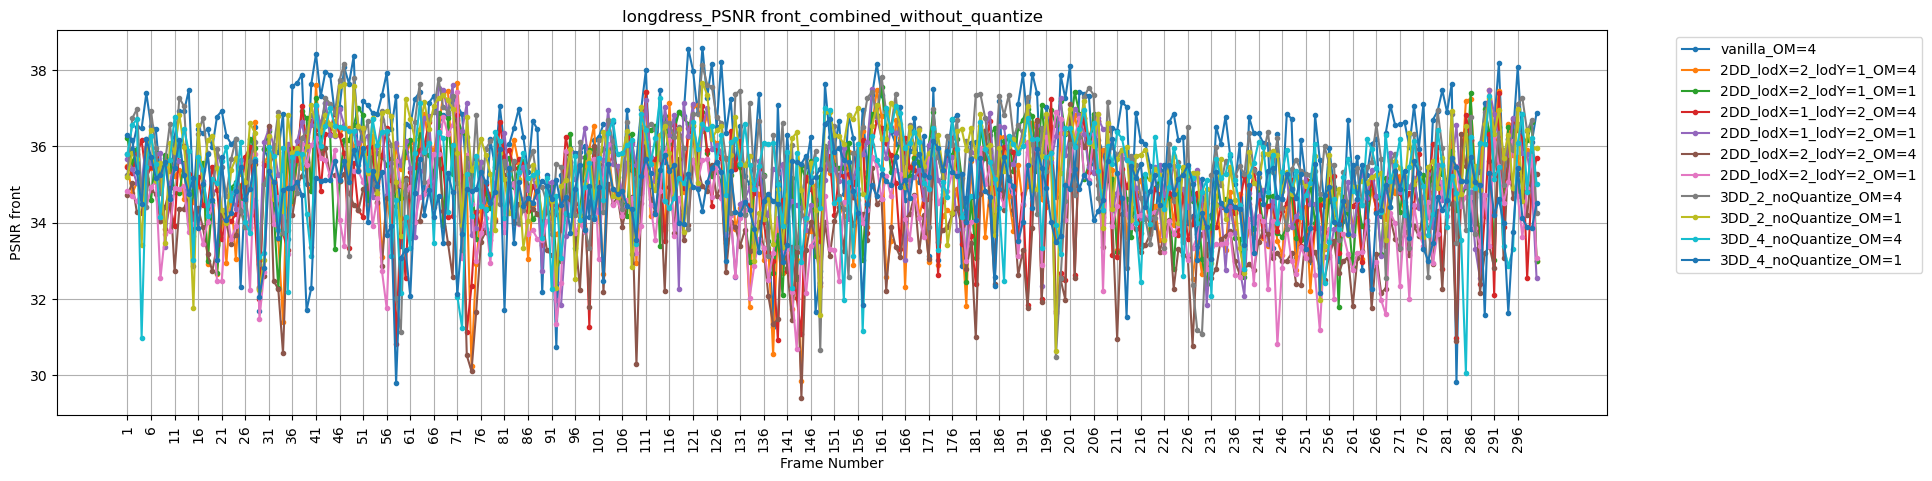 longdress_PSNR front_combined_without_quantize
PSNR front
38
36
34
32
30
1 6 11 16 21 26 31 36 41 46 51 56 61 66 71 76 81 86 91 96 101 106 111 116 121 126 131 136 141 146 151 156 161 166 171 176 181 186 191 196 201 206 211 216 221 226 231 236 241 246 251 256 261 266 271 276 281 286 291 296
Frame Number
vanilla_OM=4
2DD_lodX=2_lodY=1_OM=4
2DD_lodX=2_lodY=1_OM=1
2DD_lodX=1_lodY=2_OM=4
2DD_lodX=1_lodY=2_OM=1
2DD_lodX=2_lodY=2_OM=4
2DD_lodX=2_lodY=2_OM=1
3DD_2_noQuantize_OM=4
3DD_2_noQuantize_OM=1
3DD_4_noQuantize_OM=4
3DD_4_noQuantize_OM=1